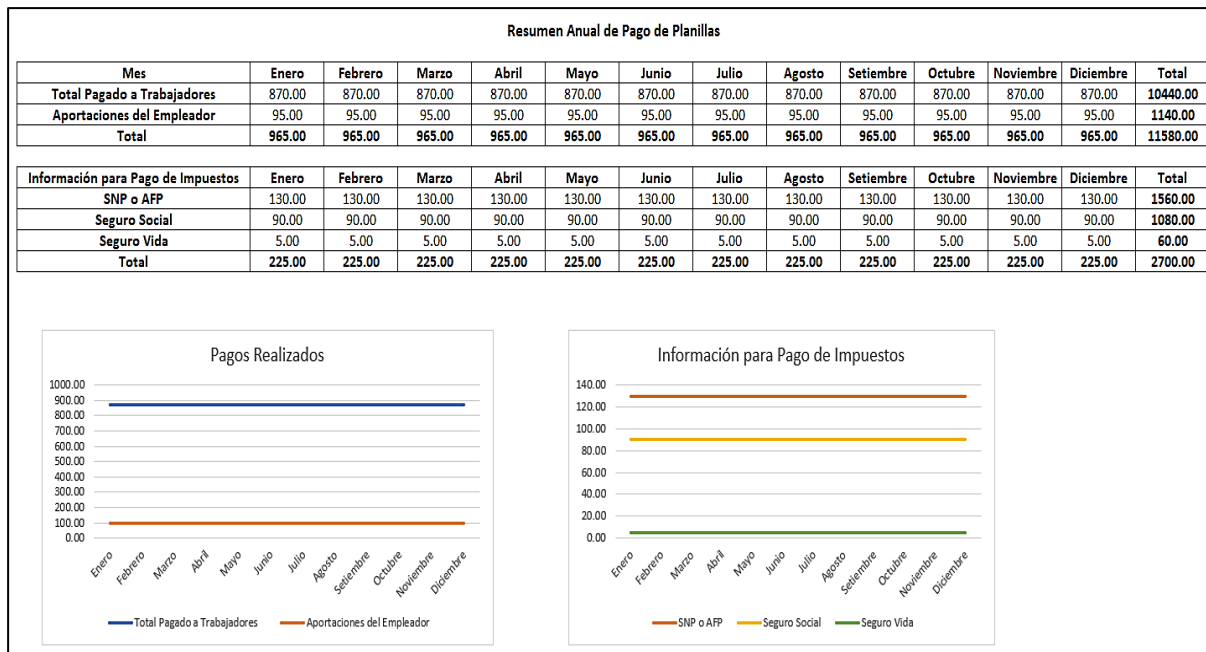 Resumen Anual de Pago de Planillas
Mes Enero Febrero Marzo Abril Mayo Junio Julio Agosto Setiembre Octubre Noviembre Diciembre Total
Total Pagado a Trabajadores 870.00 870.00 870.00 870.00 870.00 870.00 870.00 870.00 870.00 870.00 870.00 870.00 10440.00
Aportaciones del Empleador 95.00 95.00 95.00 95.00 95.00 95.00 95.00 95.00 95.00 95.00 95.00 95.00 1140.00
Total 965.00 965.00 965.00 965.00 965.00 965.00 965.00 965.00 965.00 965.00 965.00 965.00 11580.00
Información para Pago de Impuestos Enero Febrero Marzo Abril Mayo Junio Julio Agosto Setiembre Octubre Noviembre Diciembre Total
SNP o AFP 130.00 130.00 130.00 130.00 130.00 130.00 130.00 130.00 130.00 130.00 130.00 130.00 1560.00
Seguro Social 90.00 90.00 90.00 90.00 90.00 90.00 90.00 90.00 90.00 90.00 90.00 90.00 1080.00
Seguro Vida 5.00 5.00 5.00 5.00 5.00 5.00 5.00 5.00 5.00 5.00 5.00 5.00 60.00
Total 225.00 225.00 225.00 225.00 225.00 225.00 225.00 225.00 225.00 225.00 225.00 225.00 2700.00
Pagos Realizados
1000.00
900.00
800.00
700.00
600.00
500.00
400.00
300.00
200.00
100.00
0.00
Enero Febrero Marzo Abril Mayo Junio Julio Agosto Setiembre Octubre Noviembre Diciembre
Total Pagado a Trabajadores Aportaciones del Empleador
Información para Pago de Impuestos
140.00
120.00
100.00
80.00
60.00
40.00
20.00
0.00
Enero Febrero Marzo Abril Mayo Junio Julio Agosto Setiembre Octubre Noviembre Diciembre
SNP o AFP Seguro Social Seguro Vida